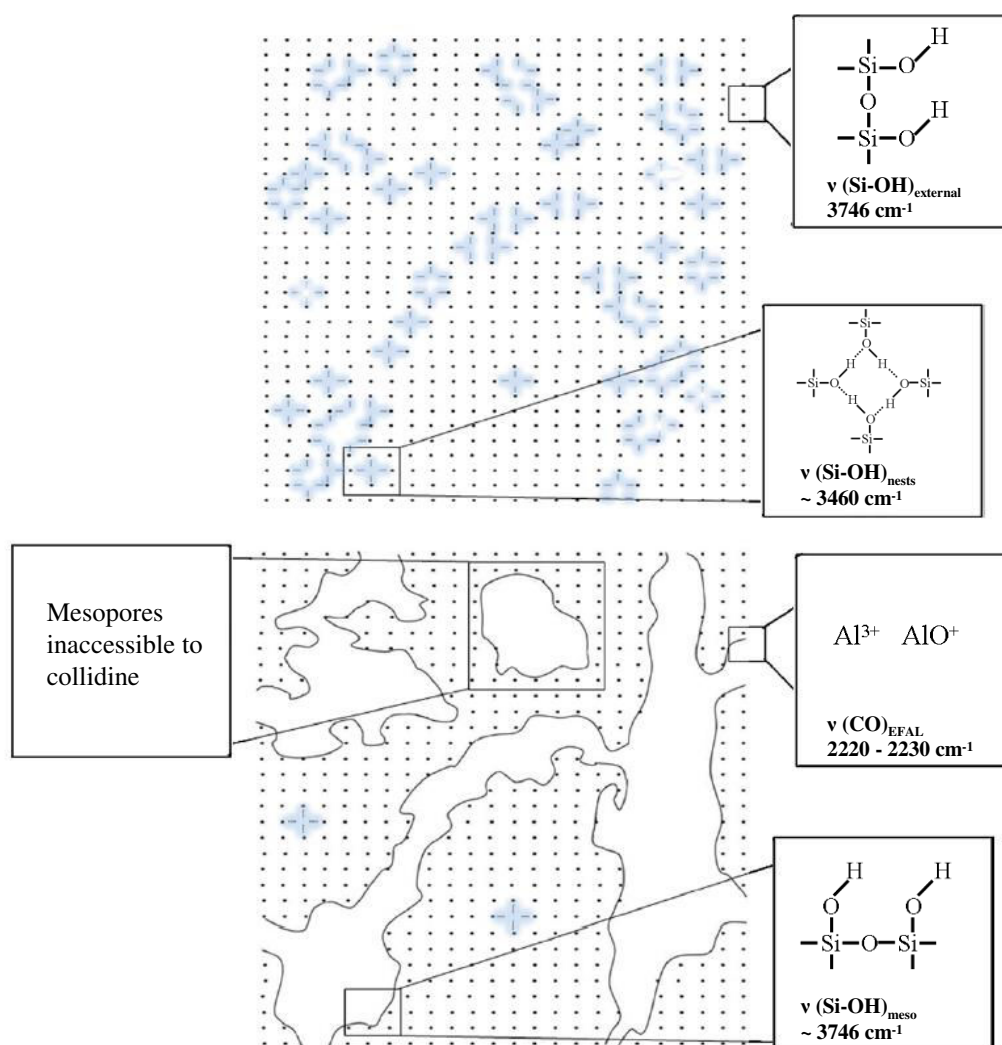 H
Si O
O H
Si O
ν (Si-OH)external
3746 cm-1
Si
O
H H
Si O O Si
H H
O
Si
ν (Si-OH)nests
~ 3460 cm-1
Mesopores
inaccessible to
collidine
Al3+ AlO+
ν (CO)EFAL
2220 - 2230 cm-1
H H
O O
Si O Si
ν (Si-OH)meso
~ 3746 cm-1